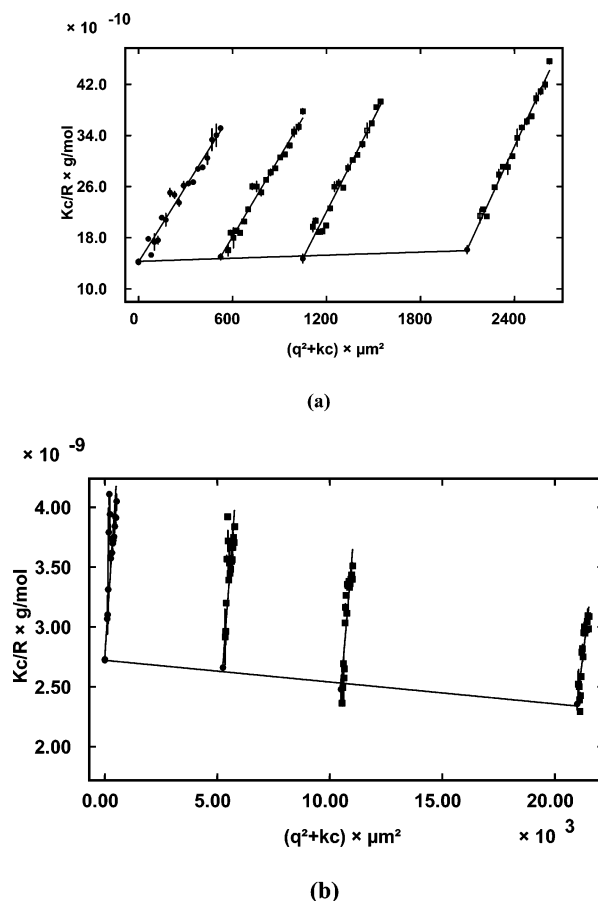 × 10 -10
Kc/R × g/mol
42.0
34.0
26.0
18.0
10.0
0 600 1200 1800 2400
(q²+kc) × µm²
(a)
× 10 -9
Kc/R × g/mol
4.00
3.50
3.00
2.50
2.00
0.00 5.00 10.00 15.00 20.00
(q²+kc) × µm² × 10 3
(b)